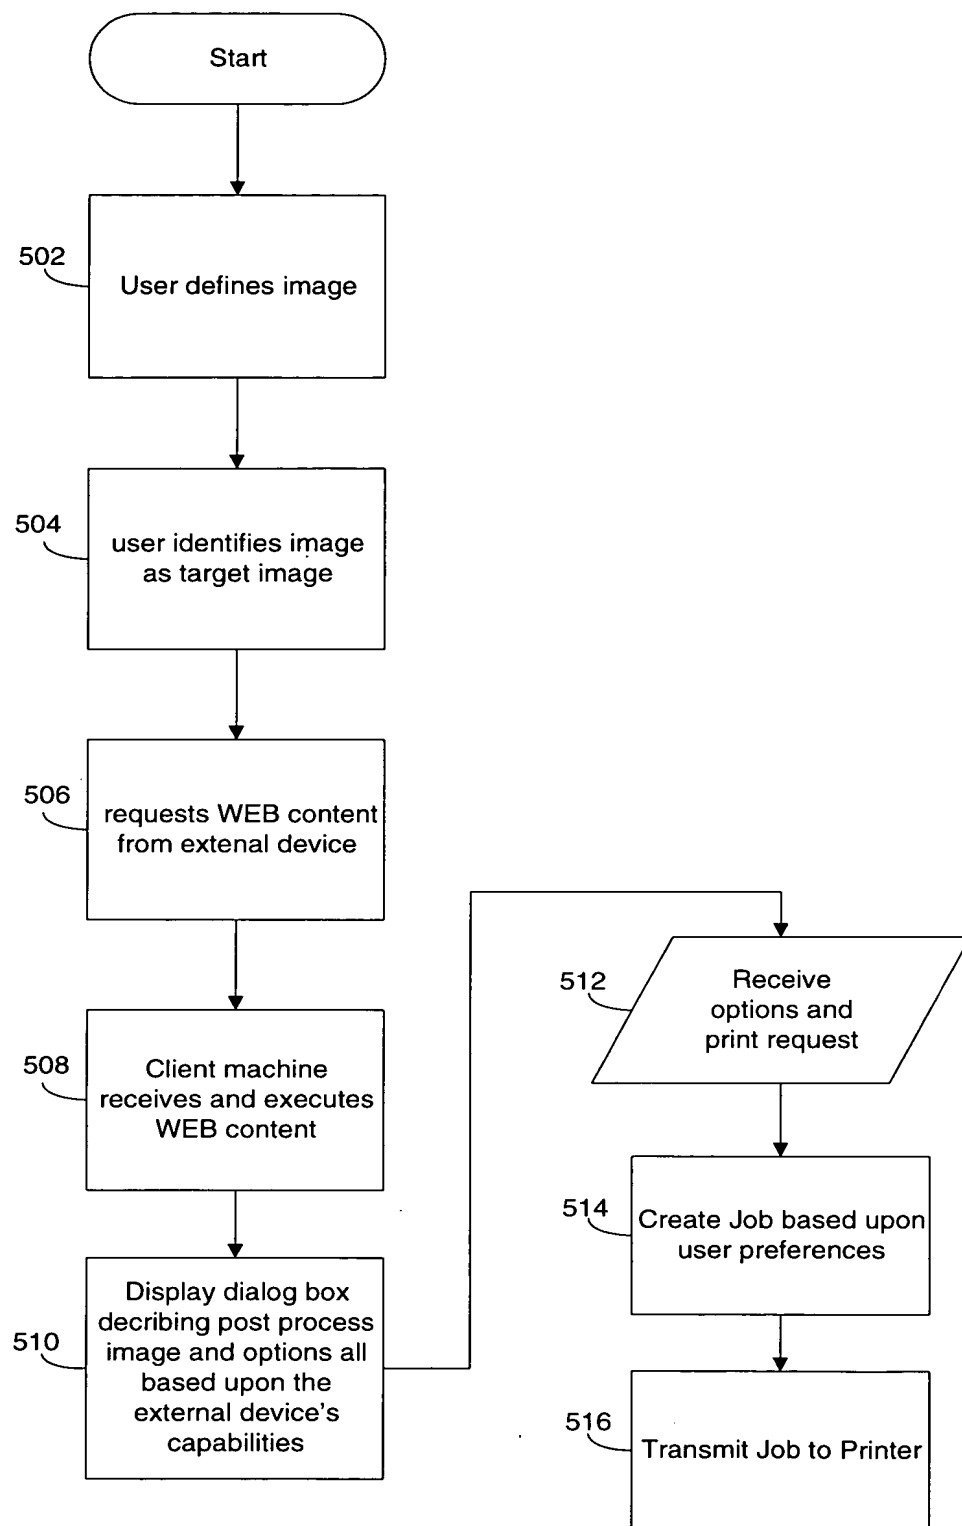 Start
502
User defines image
504
user identifies image
as target image
506
requests WEB content
from extenal device
508
Client machine
receives and executes
WEB content
510
Display dialog box
decribing post process
image and options all
based upon the
external device's
capabilities
512
Receive
options and
print request
514
Create Job based upon
user preferences
516
Transmit Job to Printer